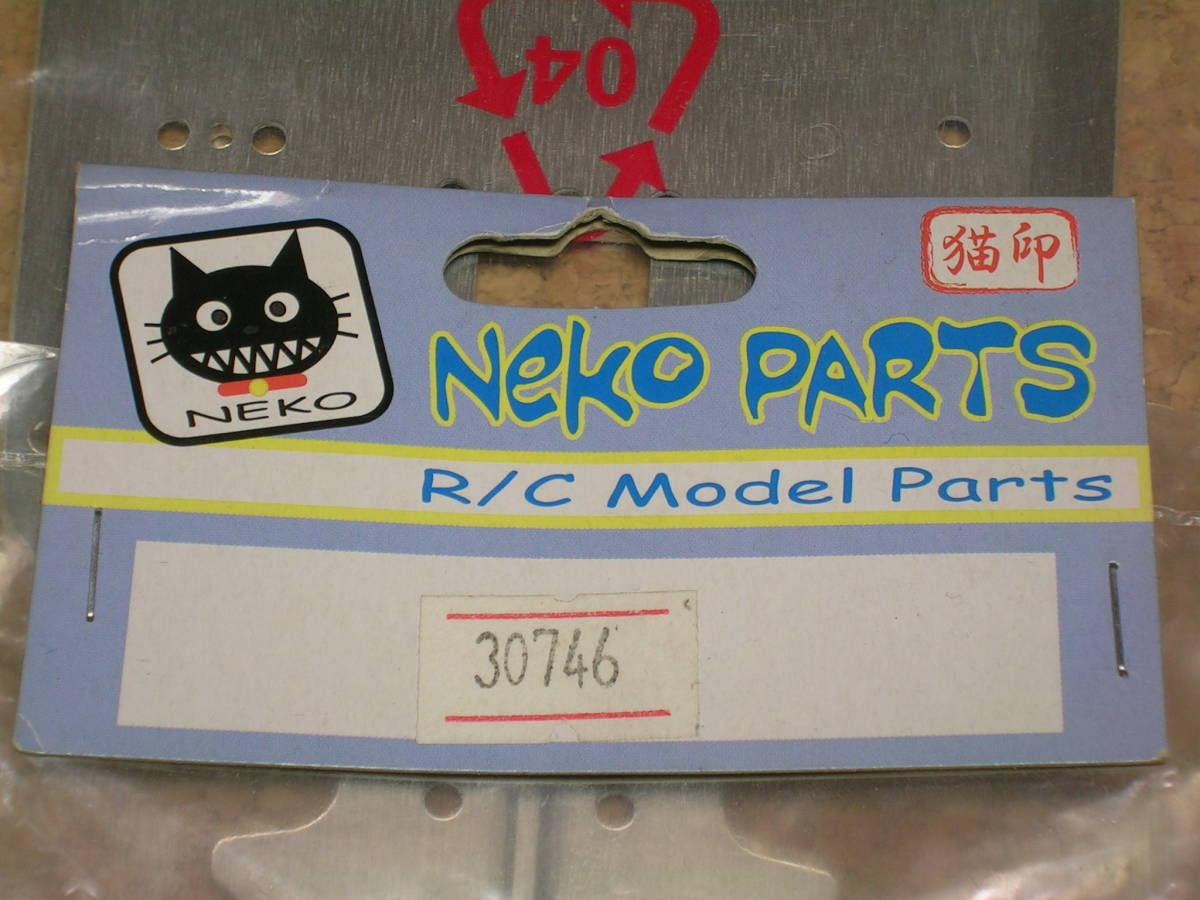 04
猫印
NEKO
Neko PARTS
R/C Model Parts
30746